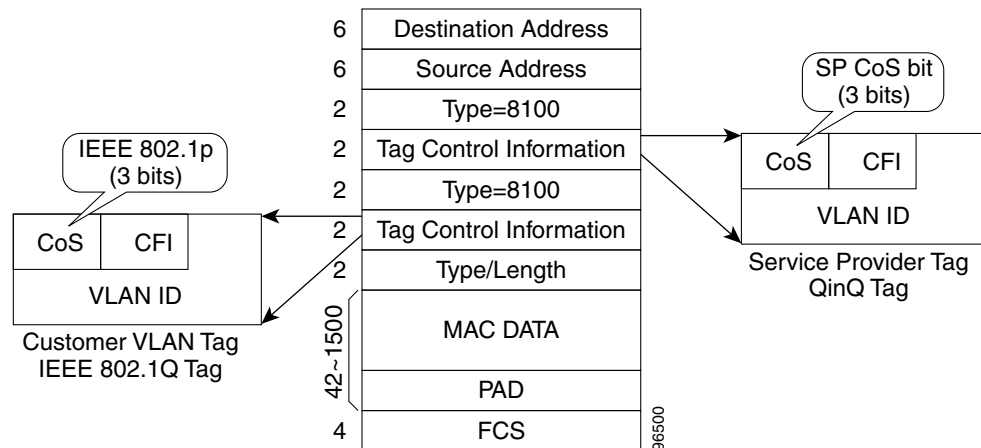 6 Destination Address
6 Source Address
2 Type=8100
2 Tag Control Information
2 Type=8100
2 Tag Control Information
2 Type/Length
42~1500
MAC DATA
PAD
4 FCS
IEEE 802.1p
(3 bits)
CoS CFI
VLAN ID
Customer VLAN Tag
IEEE 802.1Q Tag
SP CoS bit
(3 bits)
CoS CFI
VLAN ID
Service Provider Tag
QinQ Tag
96500